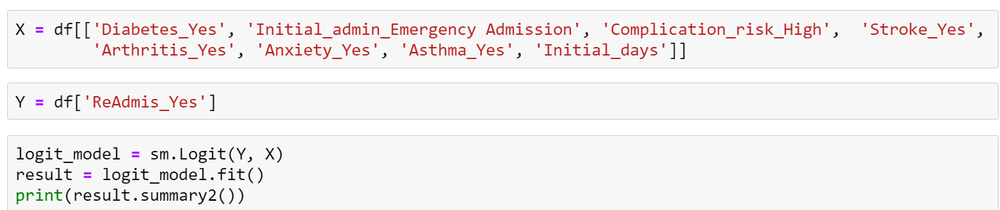 X = df[['Diabetes_Yes', 'Initial_admin_Emergency Admission', 'Complication_risk_High',  'Stroke_Yes',
        'Arthritis_Yes', 'Anxiety_Yes', 'Asthma_Yes', 'Initial_days']]
Y = df['ReAdmis_Yes']
logit_model = sm.Logit(Y, X)
result = logit_model.fit()
print(result.summary2())